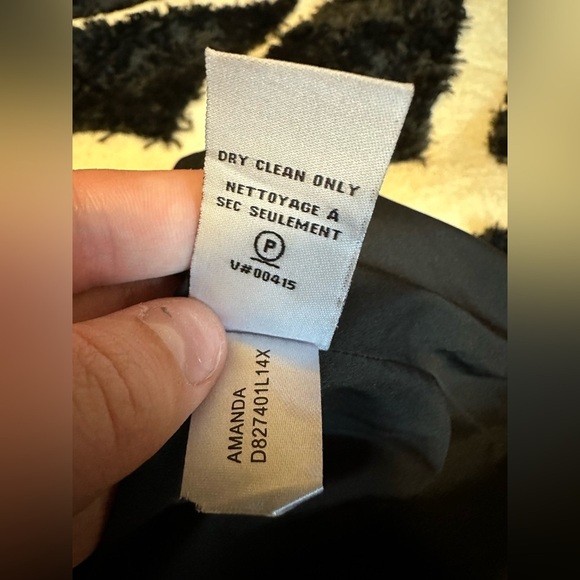 DRY CLEAN ONLY
NETTOYAGE À
SEC SEULEMENT
P
V#00415
AMANDA
D827401L14X